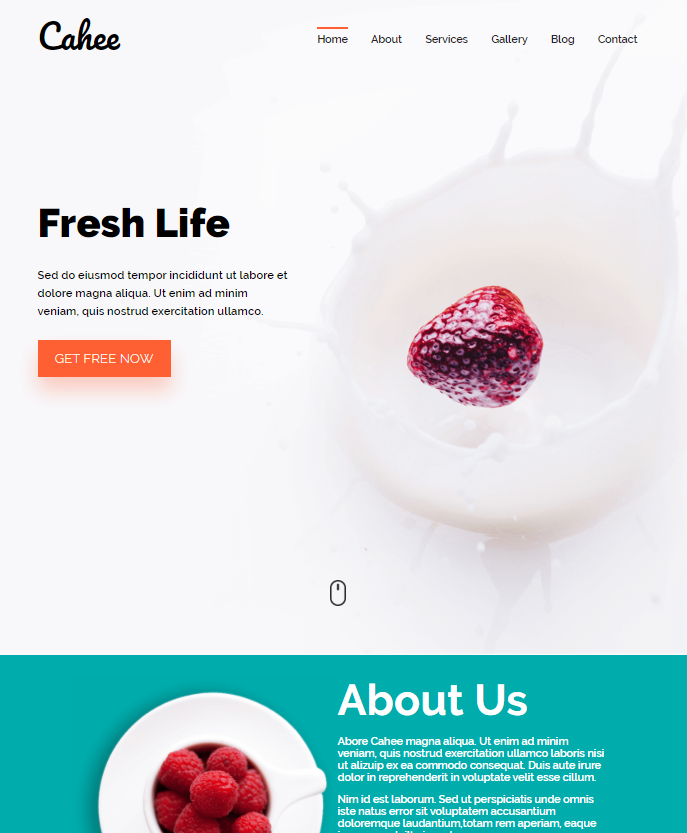 Cahee
Home About Services Gallery Blog Contact
Fresh Life
Sed do eiusmod tempor incididunt ut labore et
dolore magna aliqua. Ut enim ad minim
veniam, quis nostrud exercitation ullamco.
GET FREE NOW
About Us
Abore Cahee magna aliqua. Ut enim ad minim
veniam, quis nostrud exercitation ullamco laboris nisi
ut alizuip ex ea commodo consequat. Duis aute irure
dolor in reprehenderit in voluptate velit esse cillum.
Nim id est laborum. Sed ut perspiciatis unde omnis
iste natus error sit voluptatem accusantium
doloremque laudantium,totam rem aperiam, eaque